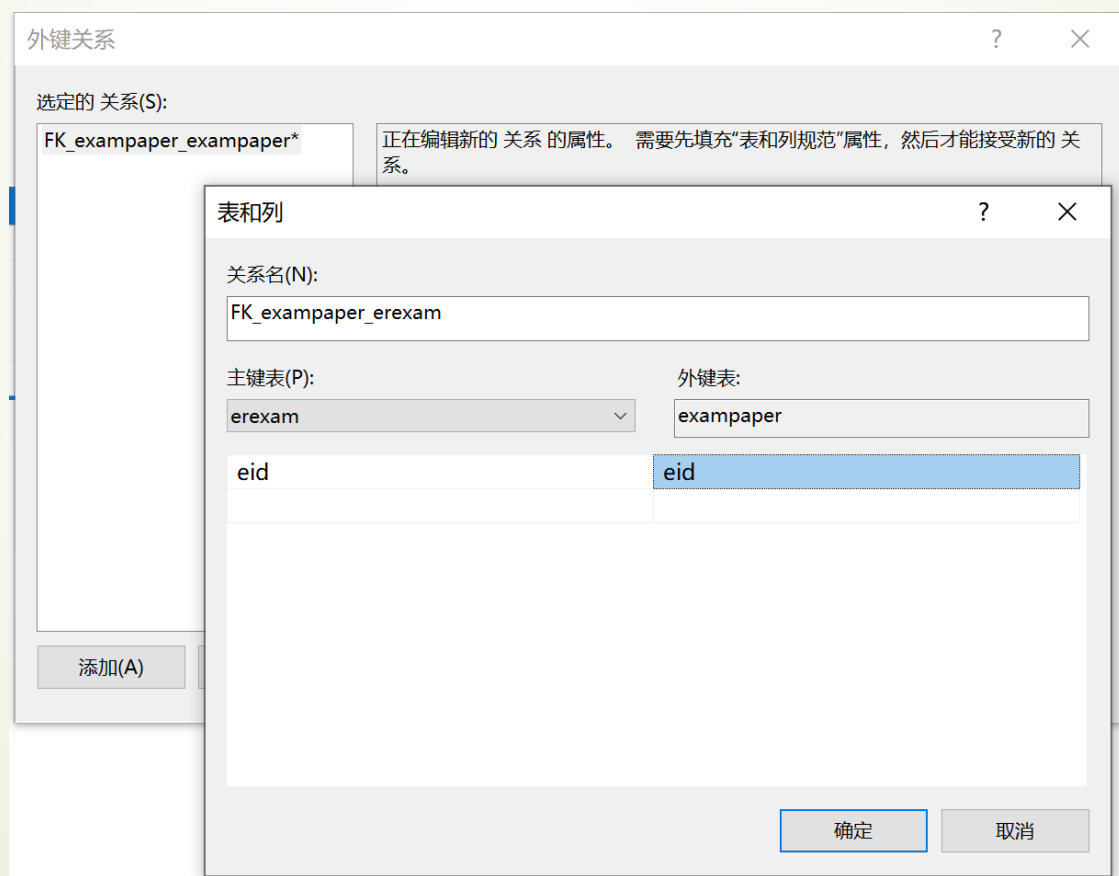 外键关系
?
选定的 关系(S):
FK_exampaper_exampaper*
正在编辑新的 关系 的属性。 需要先填充“表和列规范”属性，然后才能接受新的 关
系。
表和列
?
关系名(N):
FK_exampaper_erexam
主键表(P):
外键表:
erexam
exampaper
eid
eid
添加(A)
确定
取消